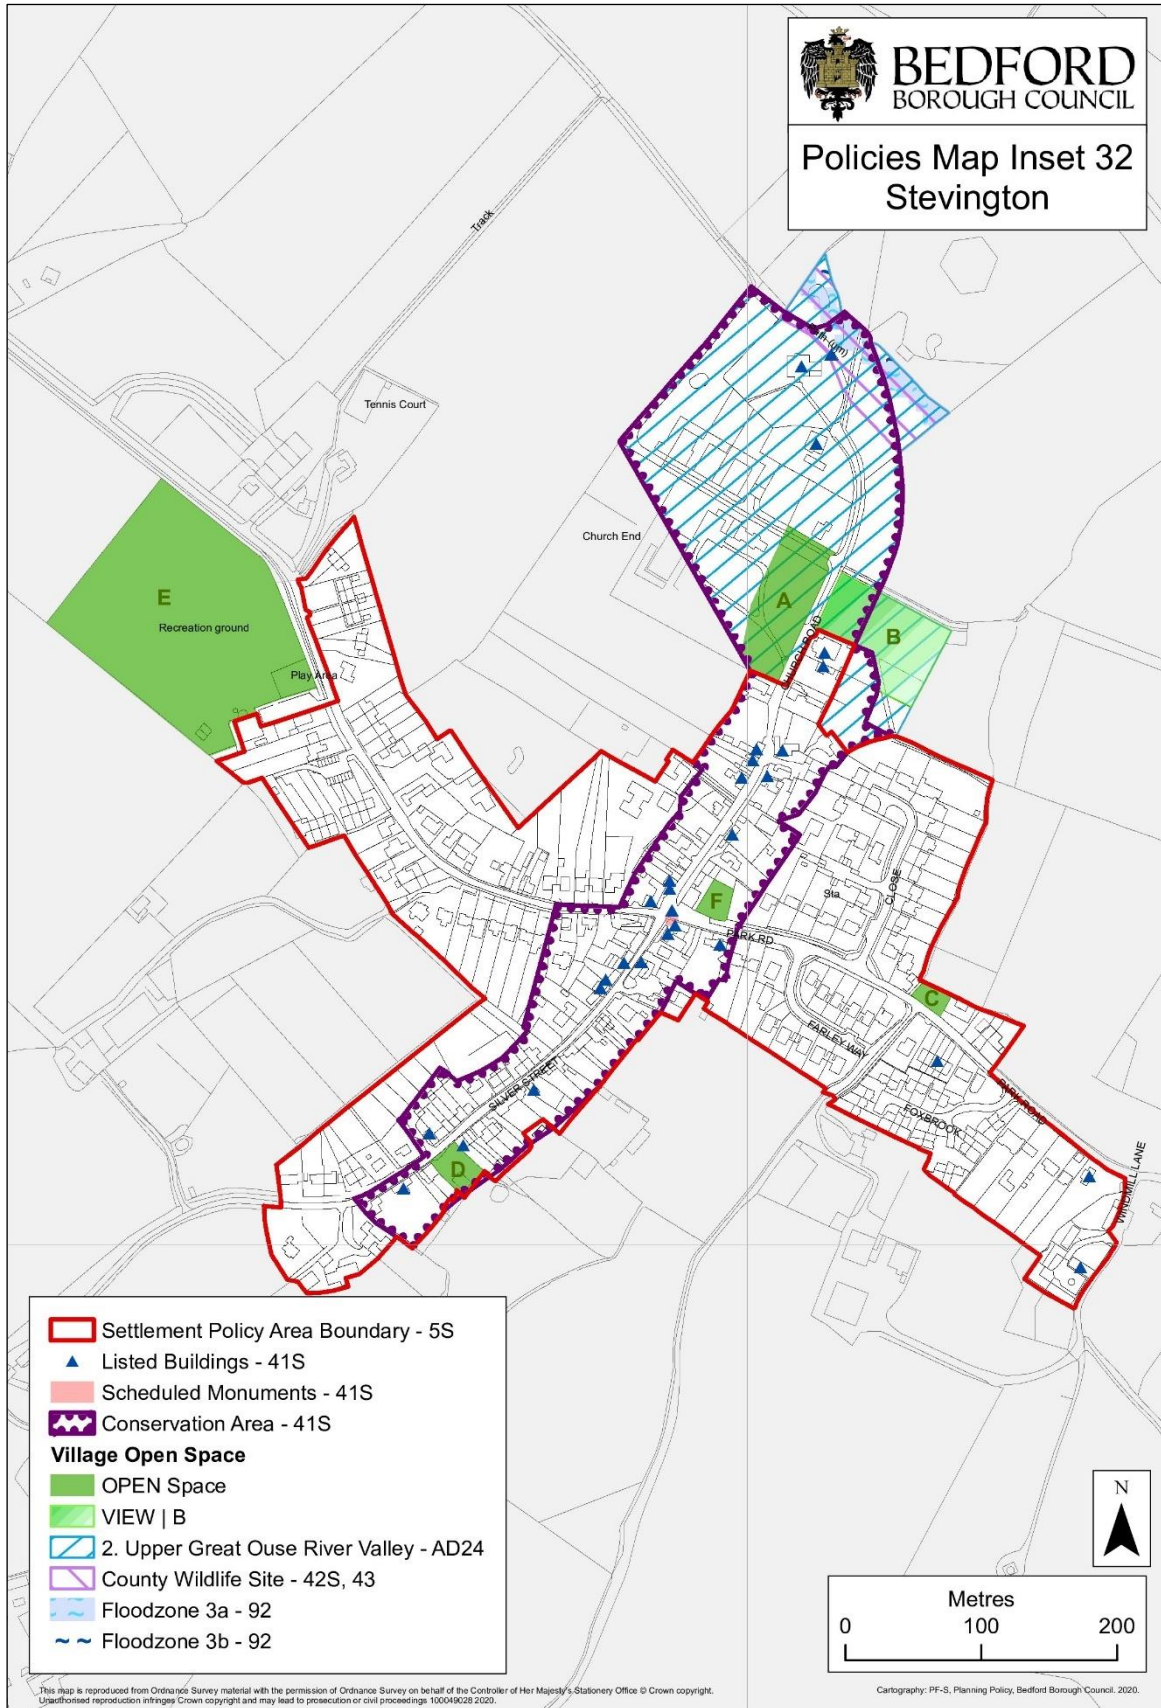 BEDFORD
BOROUGH COUNCIL
Policies Map Inset 32
Stevington
Track
Tennis Court
Church End
E
Recreation ground
Play Area
A
B
CHURCH ROAD
Sta
CLOSE
F
PARK RD
C
FARLEY WAY
SILVER STREET
FOXBROOK
PARK ROAD
WINDMILL LANE
D
Settlement Policy Area Boundary - 5S
Listed Buildings - 41S
Scheduled Monuments - 41S
Conservation Area - 41S
Village Open Space
OPEN Space
VIEW | B
2. Upper Great Ouse River Valley - AD24
County Wildlife Site - 42S, 43
Floodzone 3a - 92
Floodzone 3b - 92
N
Metres
0 100 200
This map is reproduced from Ordnance Survey material with the permission of Ordnance Survey on behalf of the Controller of Her Majesty's Stationery Office © Crown copyright.
Unauthorised reproduction infringes Crown copyright and may lead to prosecution or civil proceedings 100049028 2020.
Cartography: PF-S, Planning Policy, Bedford Borough Council. 2020.